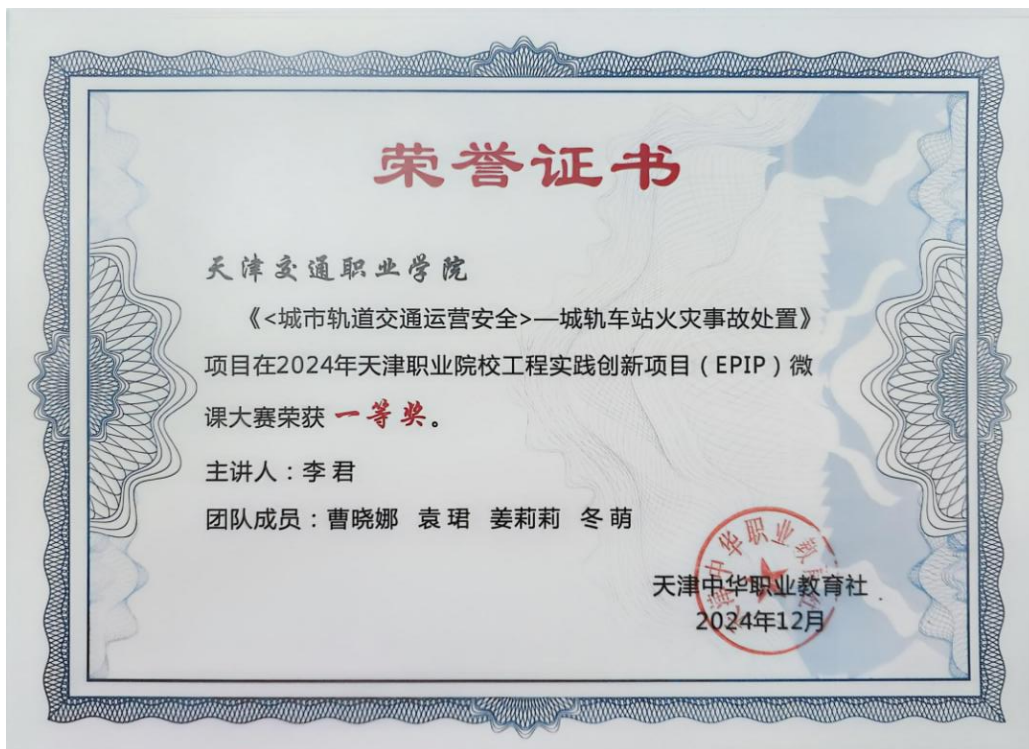 荣誉证书
天津交通职业学院
《<城市轨道交通运营安全>—城轨车站火灾事故处置》
项目在2024年天津职业院校工程实践创新项目（EPIP）微
课大赛荣获 一等奖。
主讲人：李君
团队成员：曹晓娜 袁珺 姜莉莉 冬萌
天津中华职业教育社
2024年12月